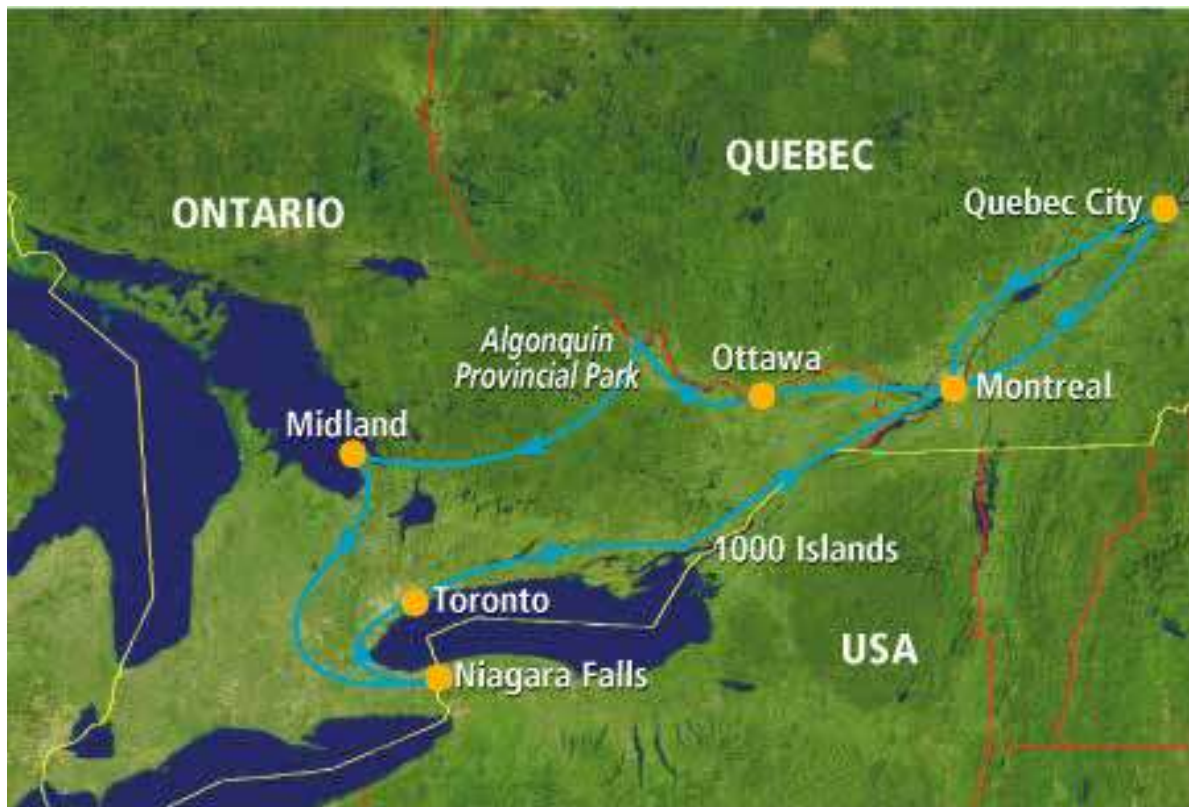 QUEBEC
ONTARIO
Quebec City
Algonquin
Provincial Park
Ottawa
Montreal
Midland
1000 Islands
Toronto
USA
Niagara Falls